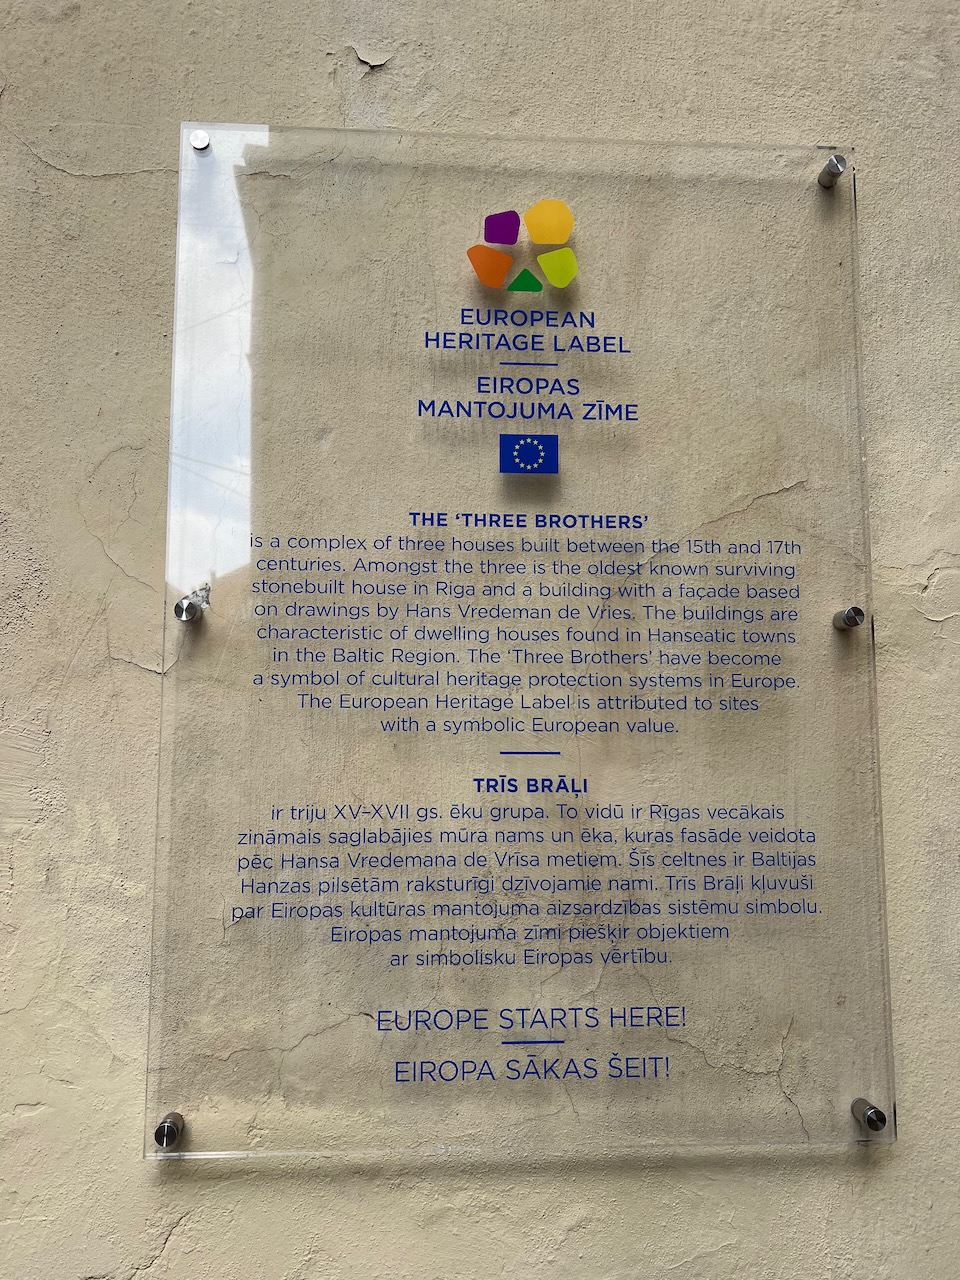 EUROPEAN
HERITAGE LABEL
EIROPAS
MANTOJUMA ZĪME
THE ‘THREE BROTHERS’
is a complex of three houses built between the 15th and 17th
centuries. Amongst the three is the oldest known surviving
stonebuilt house in Riga and a building with a façade based
on drawings by Hans Vredeman de Vries. The buildings are
characteristic of dwelling houses found in Hanseatic towns
in the Baltic Region. The ‘Three Brothers’ have become
a symbol of cultural heritage protection systems in Europe.
The European Heritage Label is attributed to sites
with a symbolic European value.
TRĪS BRĀĻI
ir triju XV–XVII gs. ēku grupa. To vidū ir Rīgas vecākais
zināmais saglabājies mūra nams un ēka, kuras fasāde veidota
pēc Hansa Vredemana de Vrīsa metiem. Šīs celtnes ir Baltijas
Hanzas pilsētām raksturīgi dzīvojamie nami. Trīs Brāļi kļuvuši
par Eiropas kultūras mantojuma aizsardzības sistēmu simbolu.
Eiropas mantojuma zīmi piešķir objektiem
ar simbolisku Eiropas vērtību.
EUROPE STARTS HERE!
EIROPA SĀKAS ŠEIT!